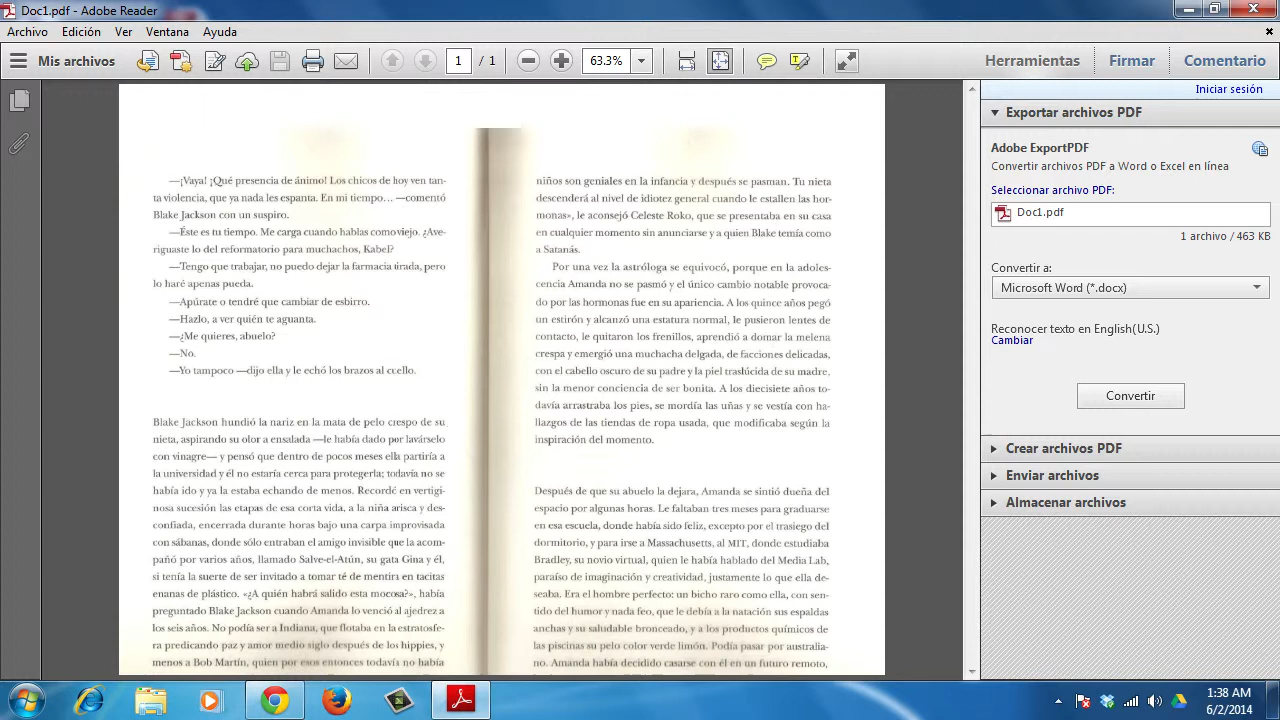 Doc1.pdf - Adobe Reader
Archivo Edición Ver Ventana Ayuda
Mis archivos 1 / 1 63.3% Herramientas Firmar Comentario
—¡Vaya! ¡Qué presencia de ánimo! Los chicos de hoy ven tan-
ta violencia, que ya nada les espanta. En mi tiempo... —comentó
Blake Jackson con un suspiro.
—Éste es tu tiempo. Me carga cuando hablas como viejo. ¿Ave-
riguaste lo del reformatorio para muchachos, Kabel?
—Tengo que trabajar, no puedo dejar la farmacia tirada, pero
lo haré apenas pueda.
—Apúrate o tendré que cambiar de esbirro.
—Hazlo, a ver quién te aguanta.
—¿Me quieres, abuelo?
—No.
—Yo tampoco —dijo ella y le echó los brazos al cuello.
Blake Jackson hundió la nariz en la mata de pelo crespo de su
nieta, aspirando su olor a ensalada —le había dado por lavárselo
con vinagre— y pensó que dentro de pocos meses ella partiría a
la universidad y él no estaría cerca para protegerla; todavía no se
había ido y ya la estaba echando de menos. Recordé en vertigi-
nosa sucesión las etapas de esa corta vida, a la niña arisca y des-
confiada, encerrada durante horas bajo una carpa improvisada
con sábanas, donde sólo entraban el amigo invisible que la acom-
pañó por varios años, llamado Salve-el-Atún, su gata Gina y él,
si tenía la suerte de ser invitado a tomar té de mentira en tacitas
enanas de plástico. «¿A quién habrá salido esta mocosa?», había
preguntado Blake Jackson cuando Amanda lo venció al ajedrez a
los seis años. No podía ser a Indiana, que flotaba en la estratosfe-
ra predicando paz y amor medio siglo después de los hippies, y
menos a Bob Martín, quien por esos entonces todavía no había
niños son geniales en la infancia y después se pasman. Tu nieta
descenderá al nivel de idiotez general cuando le estallen las hor-
monas», le aconsejó Celeste Roko, que se presentaba en su casa
en cualquier momento sin anunciarse y a quien Blake temía como
a Satanás.
Por una vez la astróloga se equivocó, porque en la adoles-
cencia Amanda no se pasmó y el único cambio notable provoca-
do por las hormonas fue en su apariencia. A los quince años pegó
un estirón y alcanzó una estatura normal, le pusieron lentes de
contacto, le quitaron los frenillos, aprendió a domar la melena
crespa y emergió una muchacha delgada, de facciones delicadas,
con el cabello oscuro de su padre y la piel traslúcida de su madre,
sin la menor conciencia de ser bonita. A los diecisiete años to-
davía arrastraba los pies, se mordía las uñas y se vestía con ha-
llazgos de las tiendas de ropa usada, que modificaba según la
inspiración del momento.
Después de que su abuelo la dejara, Amanda se sintió dueña del
espacio por algunas horas. Le faltaban tres meses para graduarse
en esa escuela, donde había sido feliz, excepto por el trasiego del
dormitorio, y para irse a Massachusetts, al MIT, donde estudiaba
Bradley, su novio virtual, quien le había hablado del Media Lab,
paraíso de imaginación y creatividad, justamente lo que ella de-
seaba. Era el hombre perfecto: un bicho raro como ella, con sen-
tido del humor y nada feo, que le debía a la natación sus espaldas
anchas y su saludable bronceado, y a los productos químicos de
las piscinas su pelo color verde limón. Podía pasar por australia-
no. Amanda había decidido casarse con él en un futuro remoto,
Iniciar sesión
Exportar archivos PDF
Adobe ExportPDF
Convertir archivos PDF a Word o Excel en línea
Seleccionar archivo PDF:
Doc1.pdf
1 archivo / 463 KB
Convertir a:
Microsoft Word (*.docx)
Reconocer texto en English(U.S.)
Cambiar
Convertir
Crear archivos PDF
Enviar archivos
Almacenar archivos
1:38 AM
6/2/2014